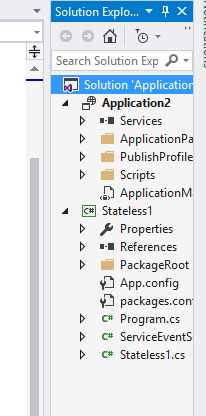 Solution Explo...
Search Solution Exp
Solution 'Application
Application2
Services
ApplicationPa
PublishProfile
Scripts
ApplicationMa
Stateless1
Properties
References
PackageRoot
App.config
packages.conf
Program.cs
ServiceEventS
Stateless1.cs